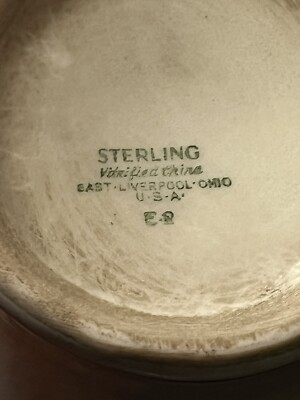 STERLING
Vitrified China
EAST·LIVERPOOL·OHIO
U·S·A·
E-2